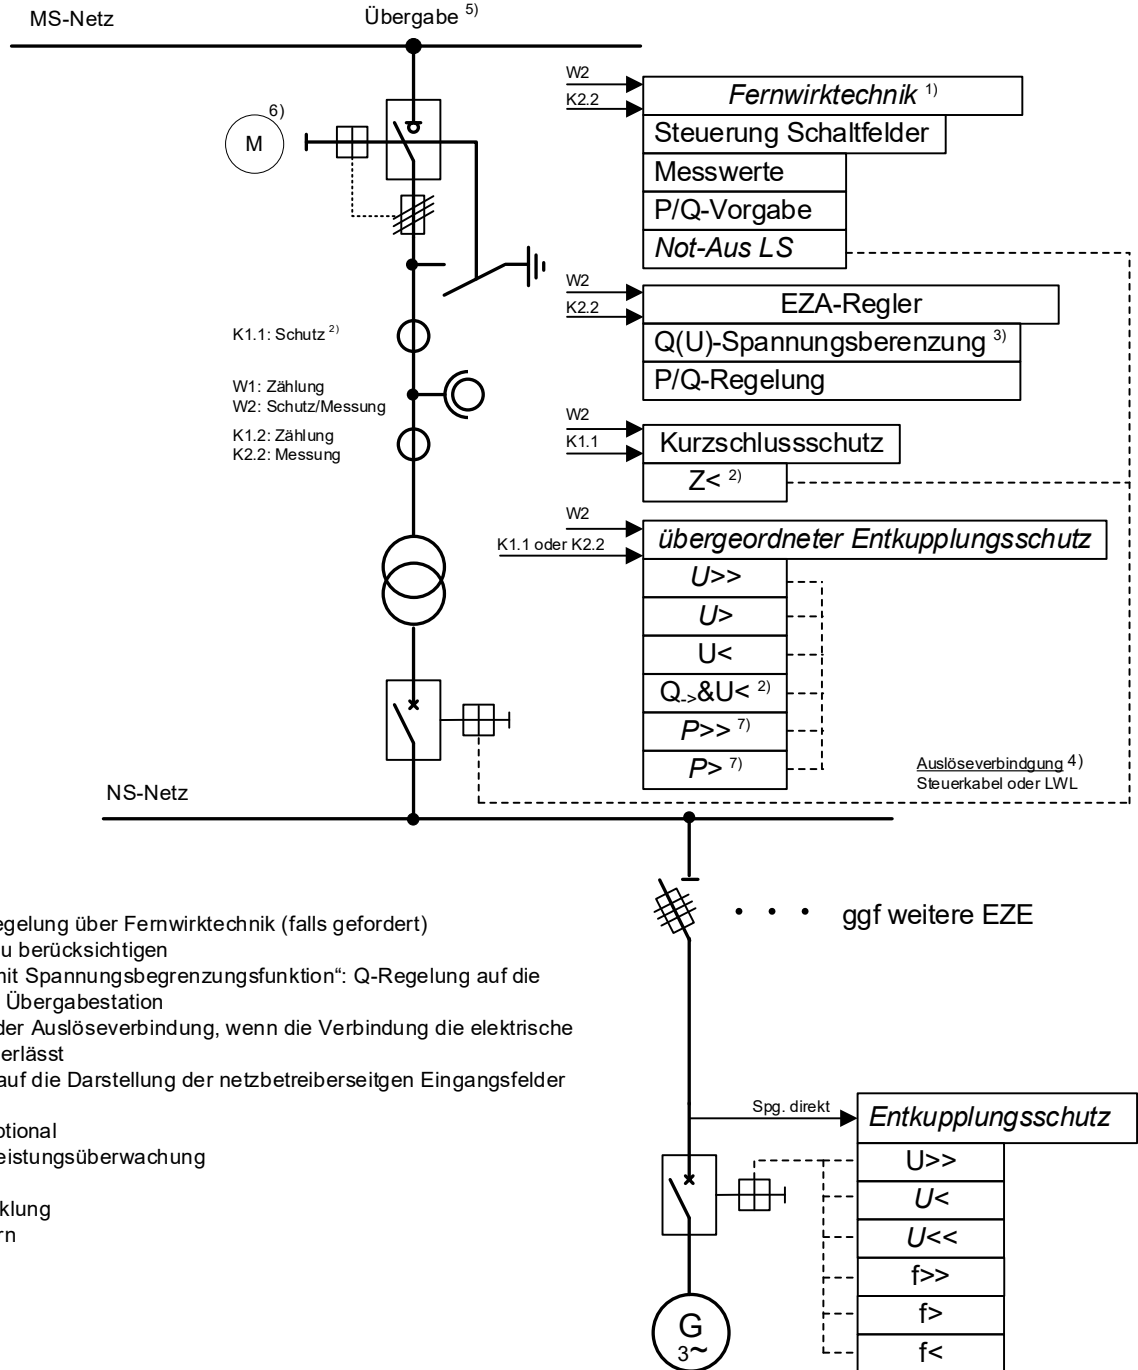 MS-Netz
Übergabe 5)
6)
M
W2
K2.2
Fernwirktechnik 1)
Steuerung Schaltfelder
Messwerte
P/Q-Vorgabe
Not-Aus LS
W2
K2.2
EZA-Regler
Q(U)-Spannungsberenzung 3)
P/Q-Regelung
K1.1: Schutz 2)
W1: Zählung
W2: Schutz/Messung
K1.2: Zählung
K2.2: Messung
W2
K1.1
Kurzschlussschutz
Z< 2)
W2
K1.1 oder K2.2
übergeordneter Entkupplungsschutz
U>>
U>
U<
Q->&U< 2)
P>> 7)
P> 7)
Auslöseverbindgung 4)
Steuerkabel oder LWL
NS-Netz
egelung über Fernwirktechnik (falls gefordert)
u berücksichtigen
nit Spannungsbegrenzungsfunktion“: Q-Regelung auf die
Übergabestation
der Auslöseverbindung, wenn die Verbindung die elektrische
erlässt
auf die Darstellung der netzbetreiberseitgen Eingangsfelder
otional
eistungsüberwachung
klung
rn
ggf weitere EZE
Spg. direkt
Entkupplungsschutz
U>>
U<
U<<
f>>
f>
f<
G
3~